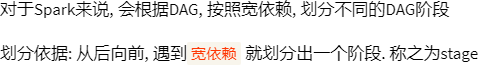 对于Spark来说, 会根据DAG, 按照宽依赖, 划分不同的DAG阶段
划分依据: 从后向前, 遇到 宽依赖 就划分出一个阶段. 称之为stage